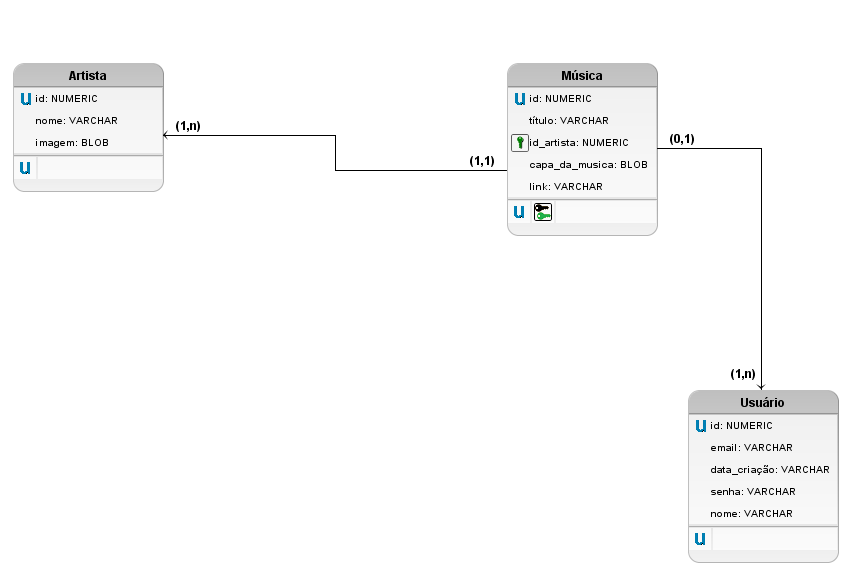 Artista
U id: NUMERIC
nome: VARCHAR
imagem: BLOB
U
(1,n)
(1,1)
Música
U id: NUMERIC
título: VARCHAR
id_artista: NUMERIC
capa_da_musica: BLOB
link: VARCHAR
U
(0,1)
(1,n)
Usuário
U id: NUMERIC
email: VARCHAR
data_criação: VARCHAR
senha: VARCHAR
nome: VARCHAR
U